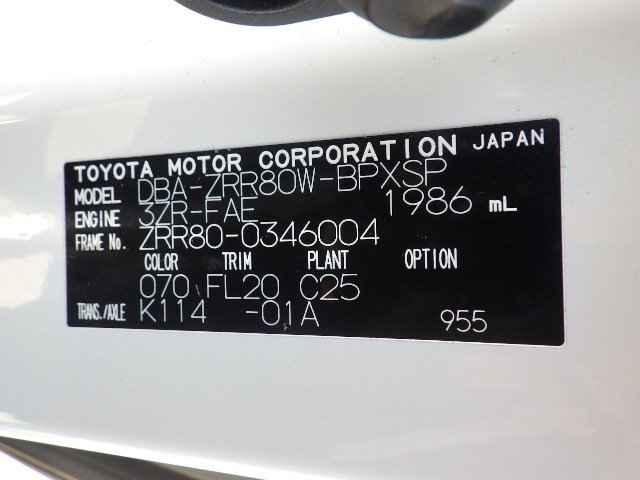 TOYOTA MOTOR CORPORATION JAPAN
MODEL DBA-ZRR80W-BPXSP
ENGINE 3ZR-FAE 1986 mL
FRAME No. ZRR80-0346004
COLOR TRIM PLANT OPTION
070 FL20 C25
TRANS./AXLE K114 -01A 955